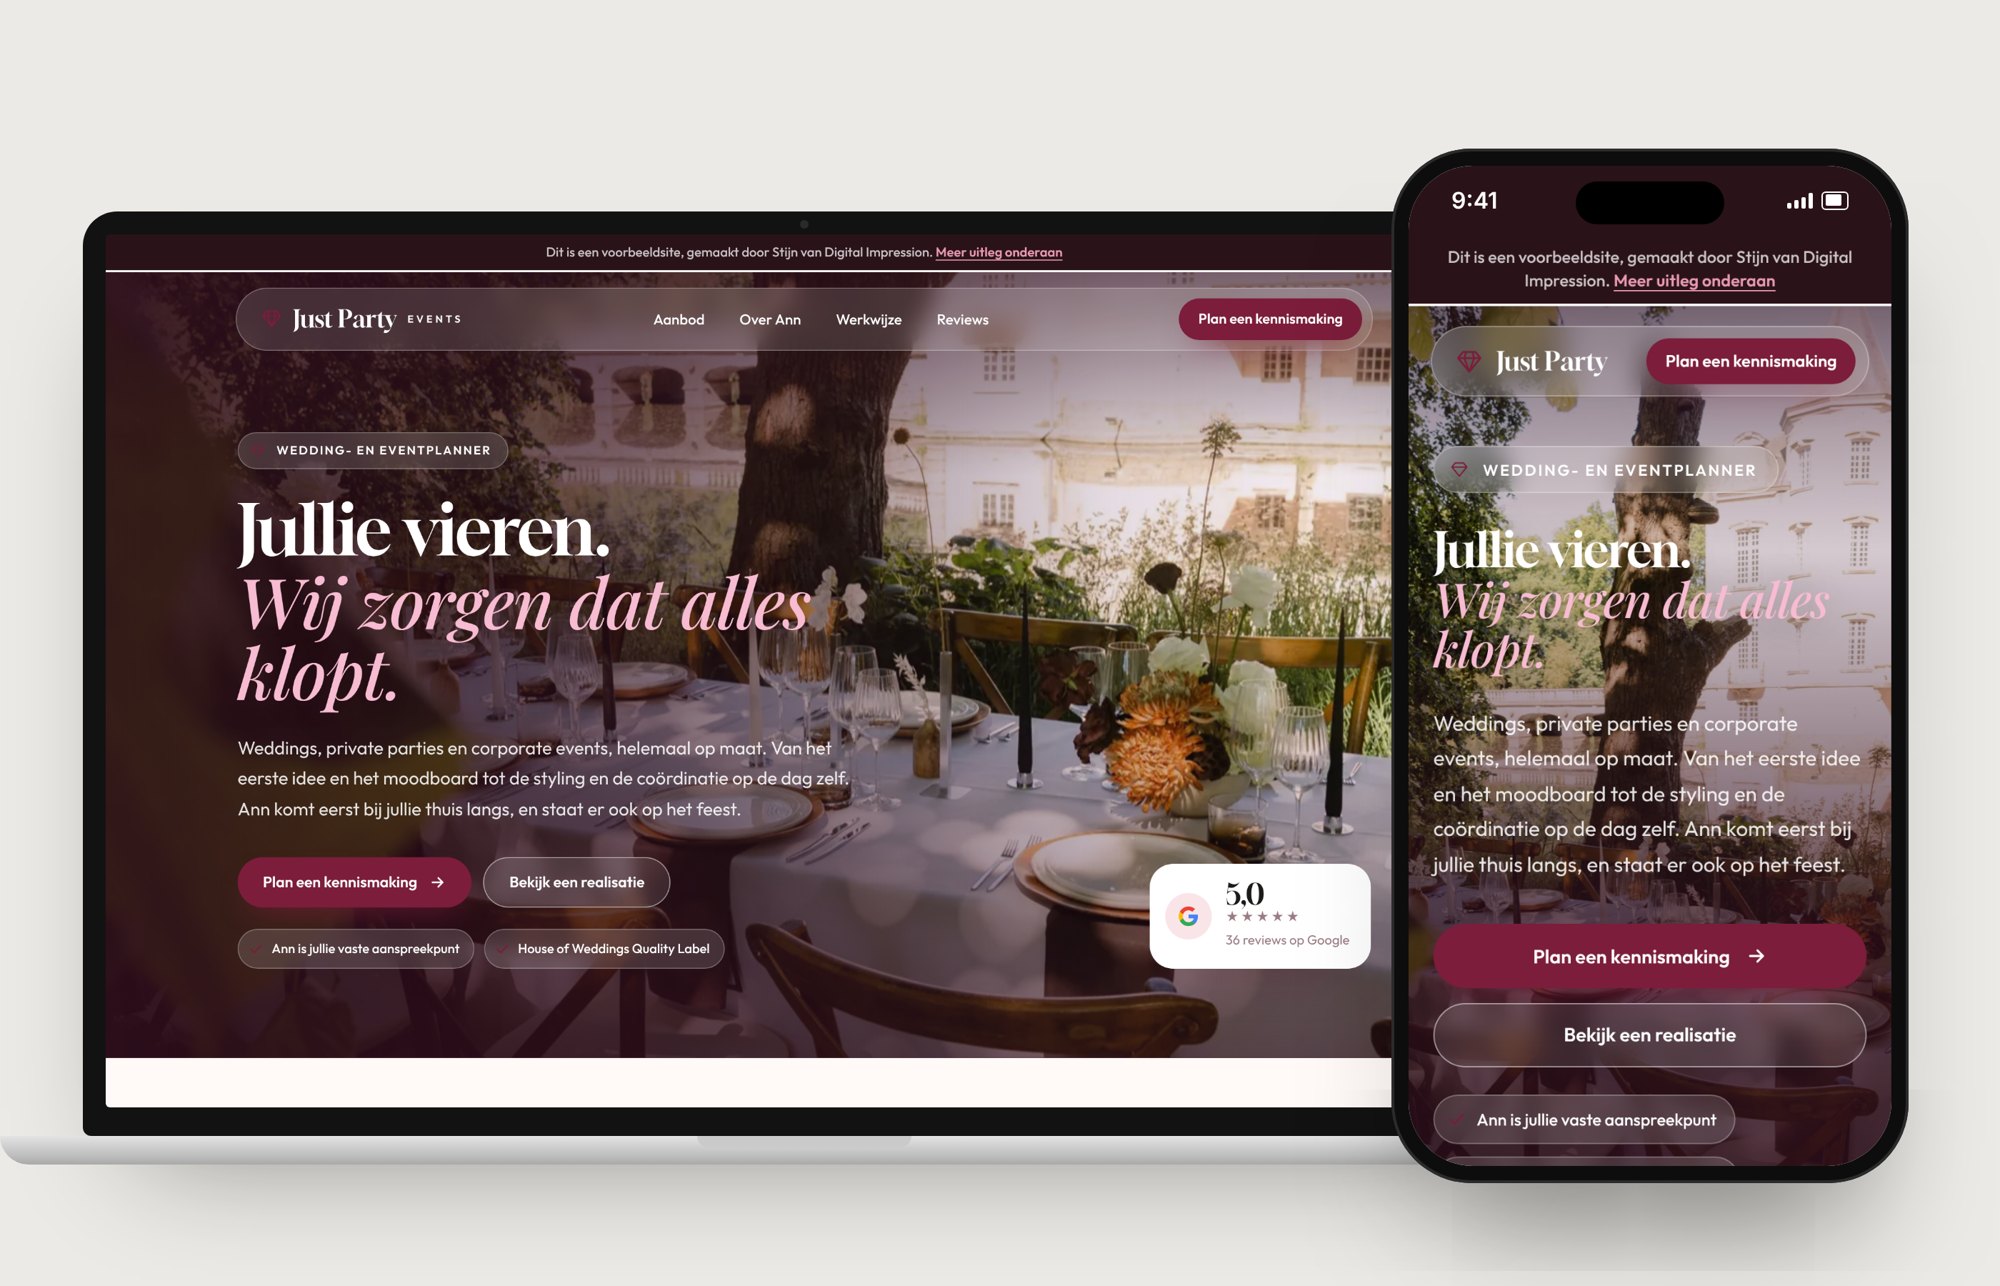 Dit is een voorbeeldsite, gemaakt door Stijn van Digital Impression. Meer uitleg onderaan
Just Party EVENTS
Aanbod
Over Ann
Werkwijze
Reviews
Plan een kennismaking
WEDDING- EN EVENTPLANNER
Jullie vieren.
Wij zorgen dat alles
klopt.
Weddings, private parties en corporate events, helemaal op maat. Van het
eerste idee en het moodboard tot de styling en de coördinatie op de dag zelf.
Ann komt eerst bij jullie thuis langs, en staat er ook op het feest.
Plan een kennismaking →
Bekijk een realisatie
Ann is jullie vaste aanspreekpunt
House of Weddings Quality Label
G
5,0
★★★★★
36 reviews op Google
9:41
Dit is een voorbeeldsite, gemaakt door Stijn van Digital
Impression. Meer uitleg onderaan
Just Party
Plan een kennismaking
WEDDING- EN EVENTPLANNER
Jullie vieren.
Wij zorgen dat alles
klopt.
Weddings, private parties en corporate
events, helemaal op maat. Van het eerste idee
en het moodboard tot de styling en de
coördinatie op de dag zelf. Ann komt eerst bij
jullie thuis langs, en staat er ook op het feest.
Plan een kennismaking →
Bekijk een realisatie
Ann is jullie vaste aanspreekpunt